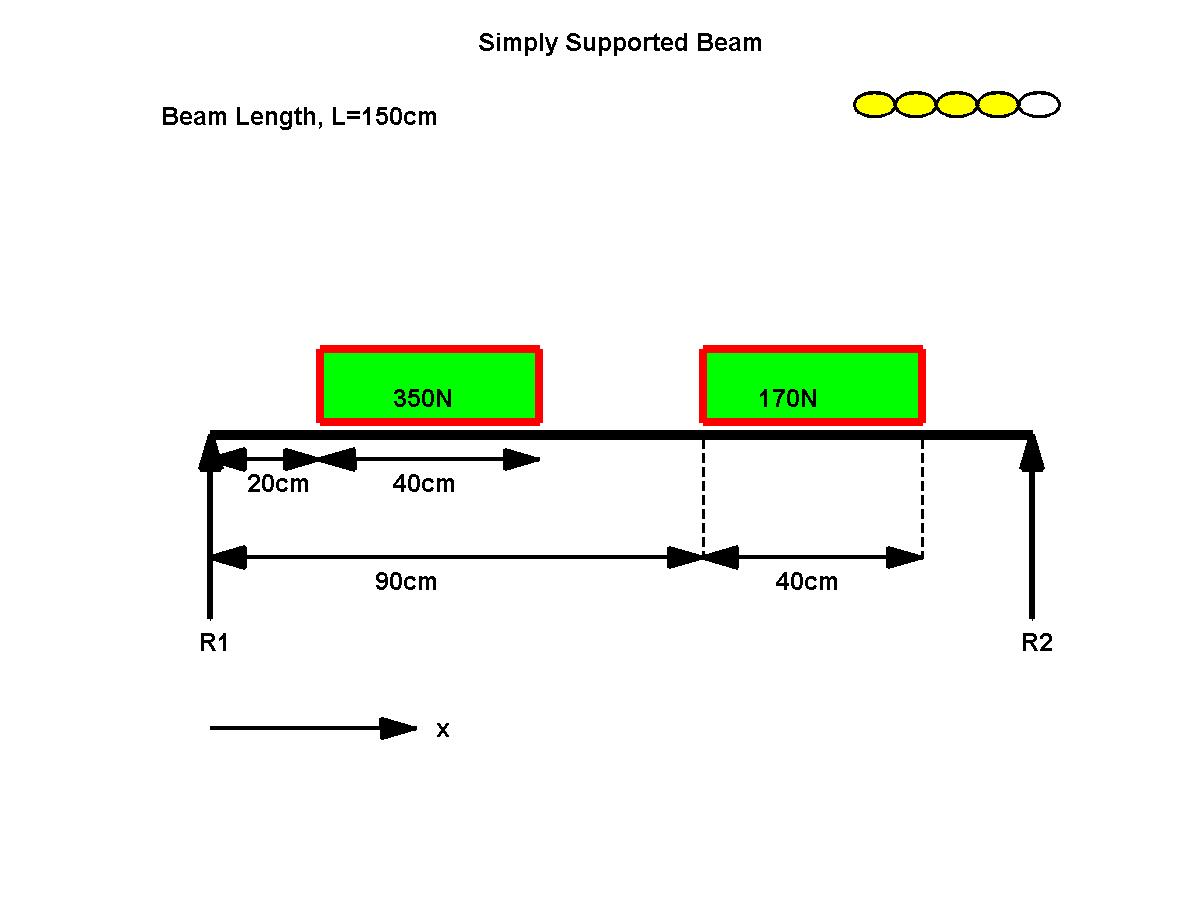 Simply Supported Beam
Beam Length, L=150cm
350N
170N
20cm
40cm
90cm
40cm
R1
R2
x